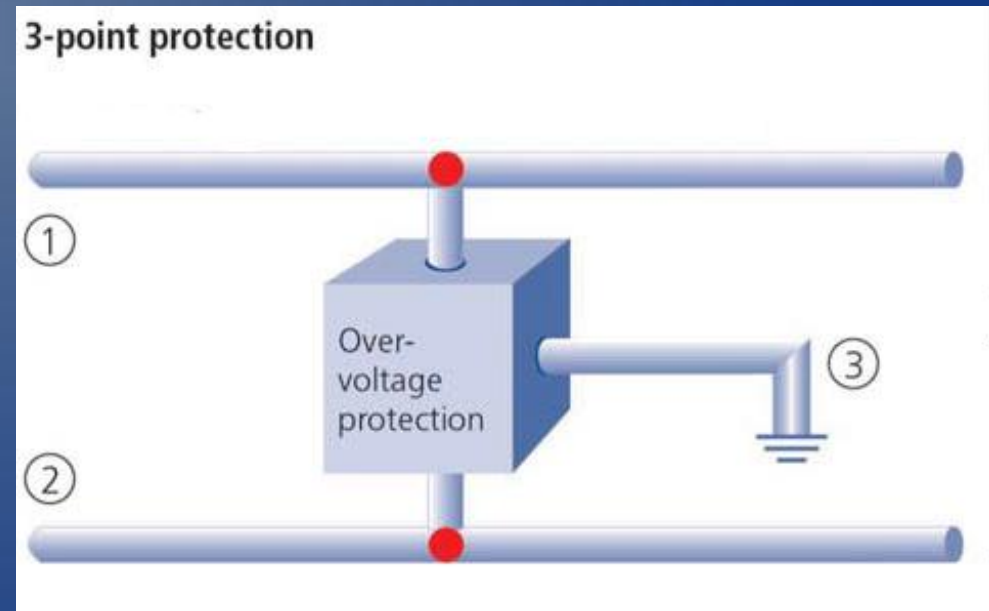 3-point protection
1
Over-
voltage
protection
3
2